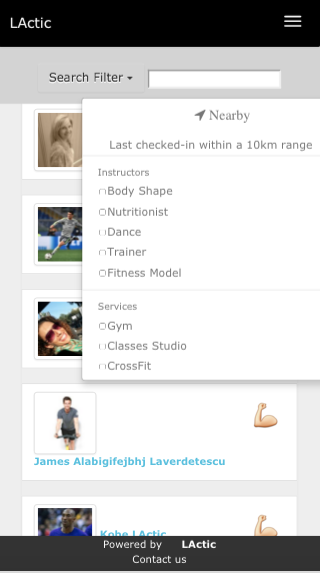 LActic
Search Filter
Nearby
Last checked-in within a 10km range
Instructors
Body Shape
Nutritionist
Dance
Trainer
Fitness Model
Services
Gym
Classes Studio
CrossFit
James Alabigifejbhj Laverdetescu
Kobe LActic
Powered by LActic
Contact us